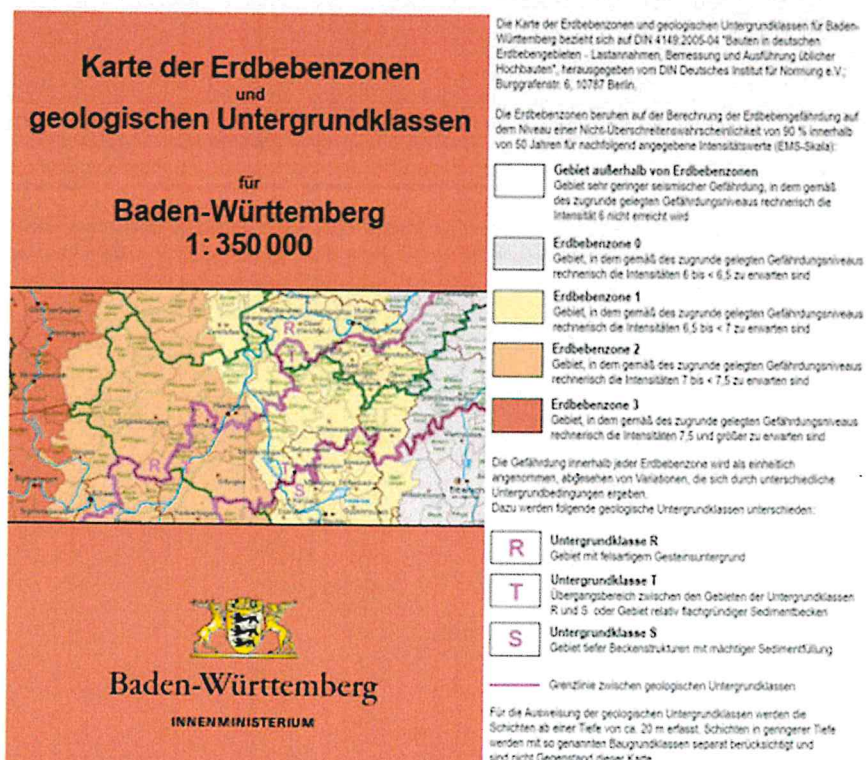 Karte der Erdbebenzonen
und
geologischen Untergrundklassen
für
Baden-Württemberg
1: 350 000
R
T
R
T
S
Baden-Württemberg
INNENMINISTERIUM
Die Karte der Erdbebenzonen und geologischen Untergrundklassen für Baden-
Württemberg bezieht sich auf DIN 4149:2005-04 "Bauten in deutschen
Erdbebengebieten - Lastannahmen, Bemessung und Ausführung üblicher
Hochbauten", herausgegeben vom DIN Deutsches Institut für Normung e.V.;
Burggrafenstr. 6, 10787 Berlin.
Die Erdbebenzonen beruhen auf der Berechnung der Erdbebengefährdung auf
dem Niveau einer Nicht-Überschreitenswahrscheinlichkeit von 90 % innerhalb
von 50 Jahren für nachfolgend angegebene Intensitätswerte (EMS-Skala):
Gebiet außerhalb von Erdbebenzonen
Gebiet sehr geringer seismischer Gefährdung, in dem gemäß
des zugrunde gelegten Gefährdungsniveaus rechnerisch die
Intensität 6 nicht erreicht wird
Erdbebenzone 0
Gebiet, in dem gemäß des zugrunde gelegten Gefährdungsniveaus
rechnerisch die Intensitäten 6 bis < 6,5 zu erwarten sind
Erdbebenzone 1
Gebiet, in dem gemäß des zugrunde gelegten Gefährdungsniveaus
rechnerisch die Intensitäten 6,5 bis < 7 zu erwarten sind
Erdbebenzone 2
Gebiet, in dem gemäß des zugrunde gelegten Gefährdungsniveaus
rechnerisch die Intensitäten 7 bis < 7,5 zu erwarten sind
Erdbebenzone 3
Gebiet, in dem gemäß des zugrunde gelegten Gefährdungsniveaus
rechnerisch die Intensitäten 7,5 und größer zu erwarten sind
Die Gefährdung innerhalb jeder Erdbebenzone wird als einheitlich
angenommen, abgesehen von Variationen, die sich durch unterschiedliche
Untergrundbedingungen ergeben.
Dazu werden folgende geologische Untergrundklassen unterschieden:
R Untergrundklasse R
Gebiet mit felsartigem Gesteinsuntergrund
T Untergrundklasse T
Übergangsbereich zwischen den Gebieten der Untergrundklassen
R und S oder Gebiet relativ flachgründiger Sedimentbecken
S Untergrundklasse S
Gebiet tiefer Beckenstrukturen mit mächtiger Sedimentfüllung
Grenzlinie zwischen geologischen Untergrundklassen
Für die Ausweisung der geologischen Untergrundklassen werden die
Schichten ab einer Tiefe von ca. 20 m erfasst. Schichten in geringerer Tiefe
werden mit so genannten Baugrundklassen separat berücksichtigt und
sind nicht Gegenstand dieser Karte